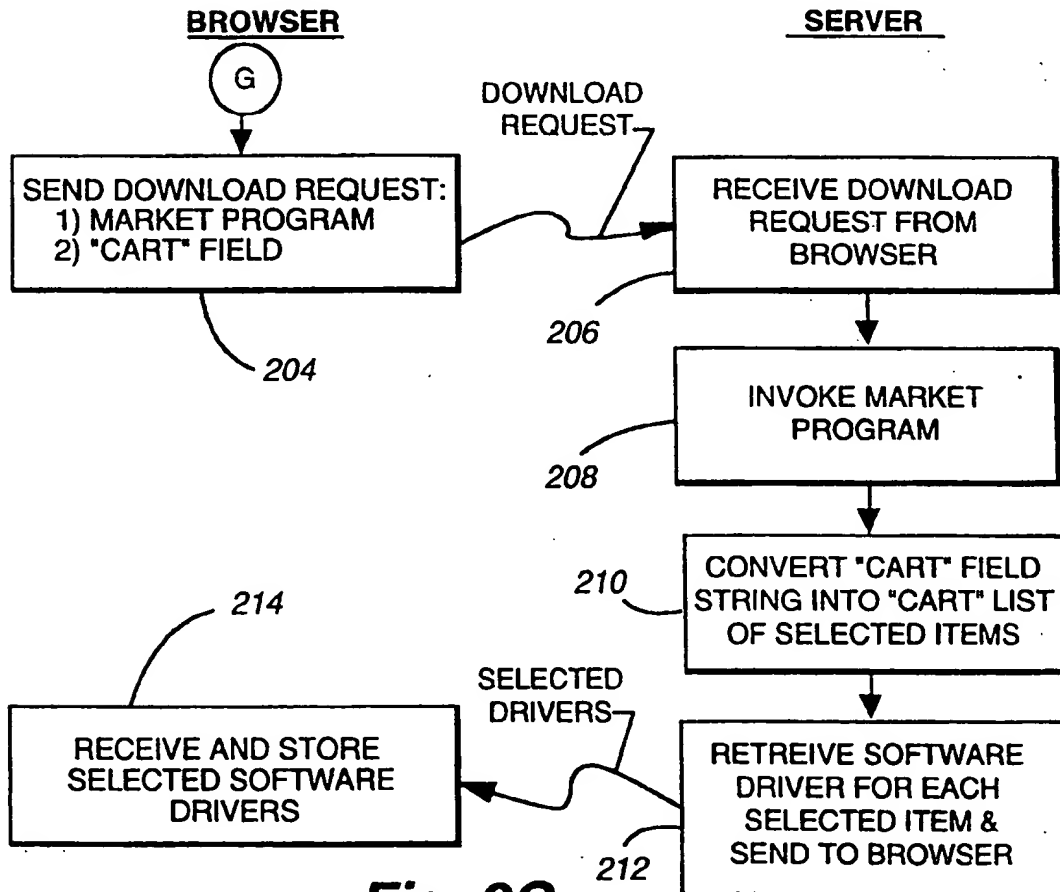 BROWSER
SERVER
G
DOWNLOAD
REQUEST
SEND DOWNLOAD REQUEST:
1) MARKET PROGRAM
2) "CART" FIELD
RECEIVE DOWNLOAD
REQUEST FROM
BROWSER
204
206
INVOKE MARKET
PROGRAM
208
CONVERT "CART" FIELD
STRING INTO "CART" LIST
OF SELECTED ITEMS
210
214
SELECTED
DRIVERS
RECEIVE AND STORE
SELECTED SOFTWARE
DRIVERS
RETREIVE SOFTWARE
DRIVER FOR EACH
SELECTED ITEM &
SEND TO BROWSER
212